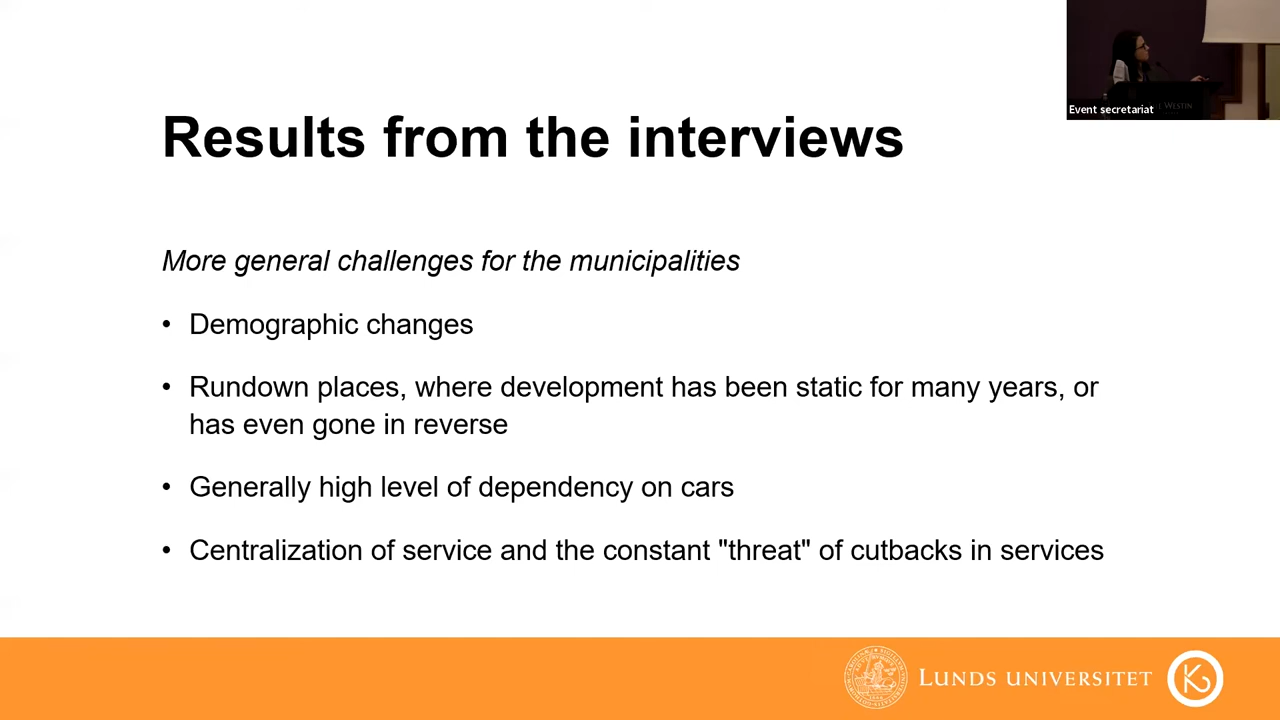 Event secretariat
WESTIN
Results from the interviews
More general challenges for the municipalities
• Demographic changes
• Rundown places, where development has been static for many years, or
has even gone in reverse
• Generally high level of dependency on cars
• Centralization of service and the constant "threat" of cutbacks in services
LUNDS UNIVERSITET